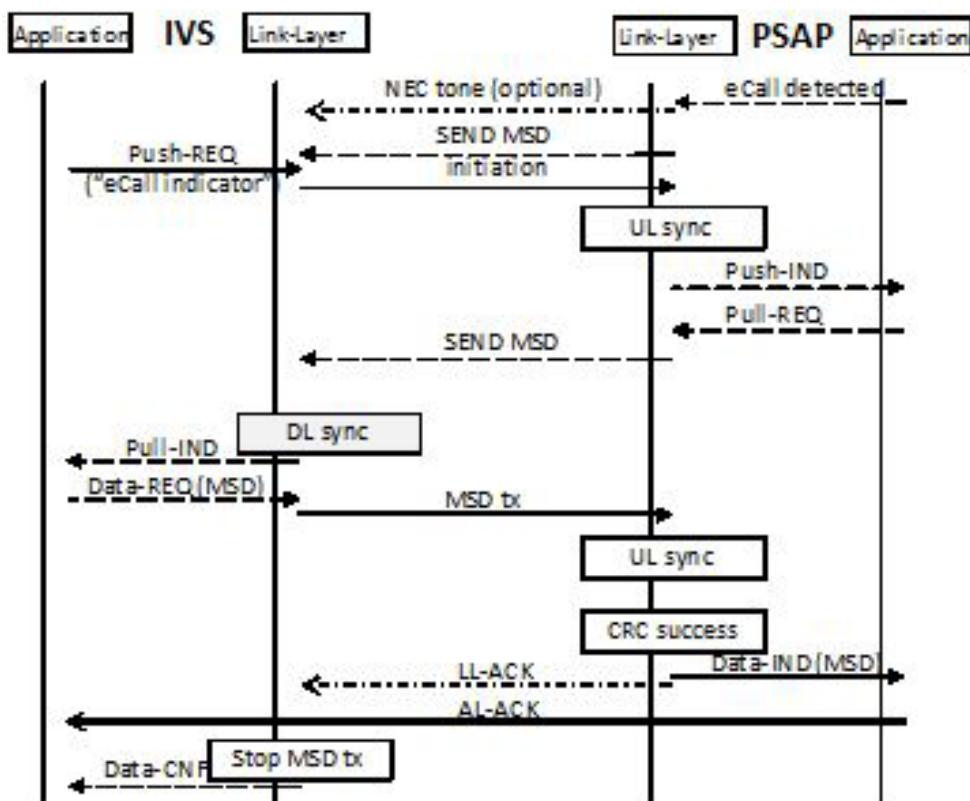 Application IVS Link-Layer Link-Layer PSAP Application
NEC tone (optional) eCall detected
SEND MSD
Push-REQ
initiation
("eCall indicator")
UL sync
Push-IND
Pull-REQ
SEND MSD
DL sync
Pull-IND
Data-REQ(MSD)
MSD tx
UL sync
CRC success
Data-IND(MSD)
LL-ACK
AL-ACK
Stop MSD tx
Data-CNF